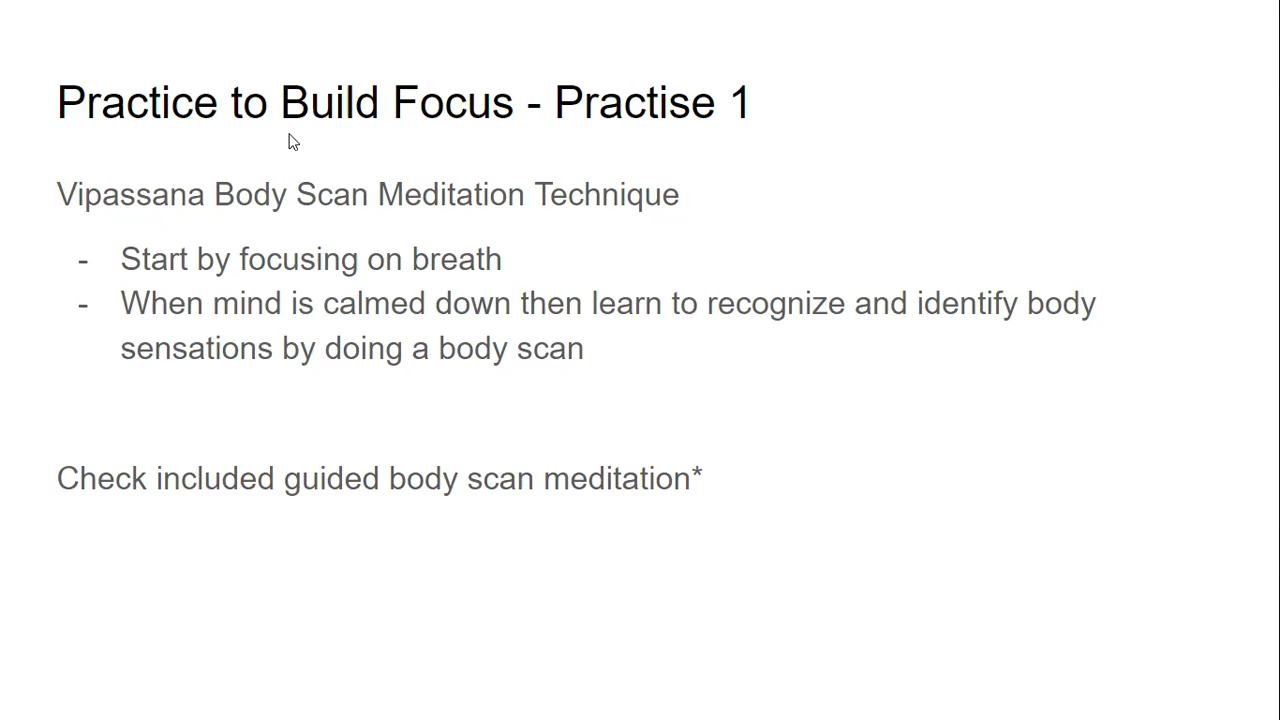 Practice to Build Focus - Practise 1
Vipassana Body Scan Meditation Technique
- Start by focusing on breath
- When mind is calmed down then learn to recognize and identify body
sensations by doing a body scan
Check included guided body scan meditation*